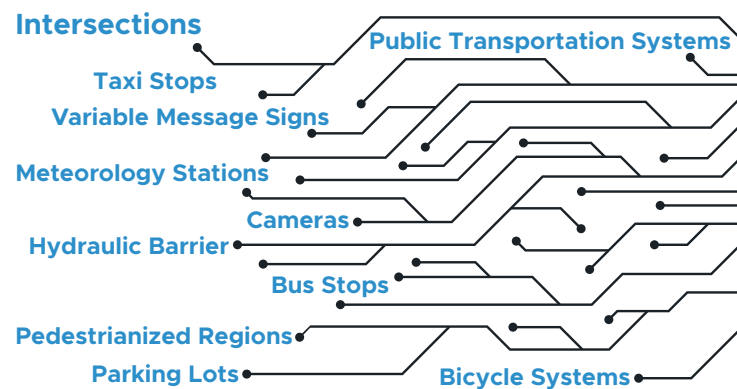 Intersections
Public Transportation Systems
Taxi Stops
Variable Message Signs
Meteorology Stations
Cameras
Hydraulic Barrier
Bus Stops
Pedestrianized Regions
Parking Lots
Bicycle Systems